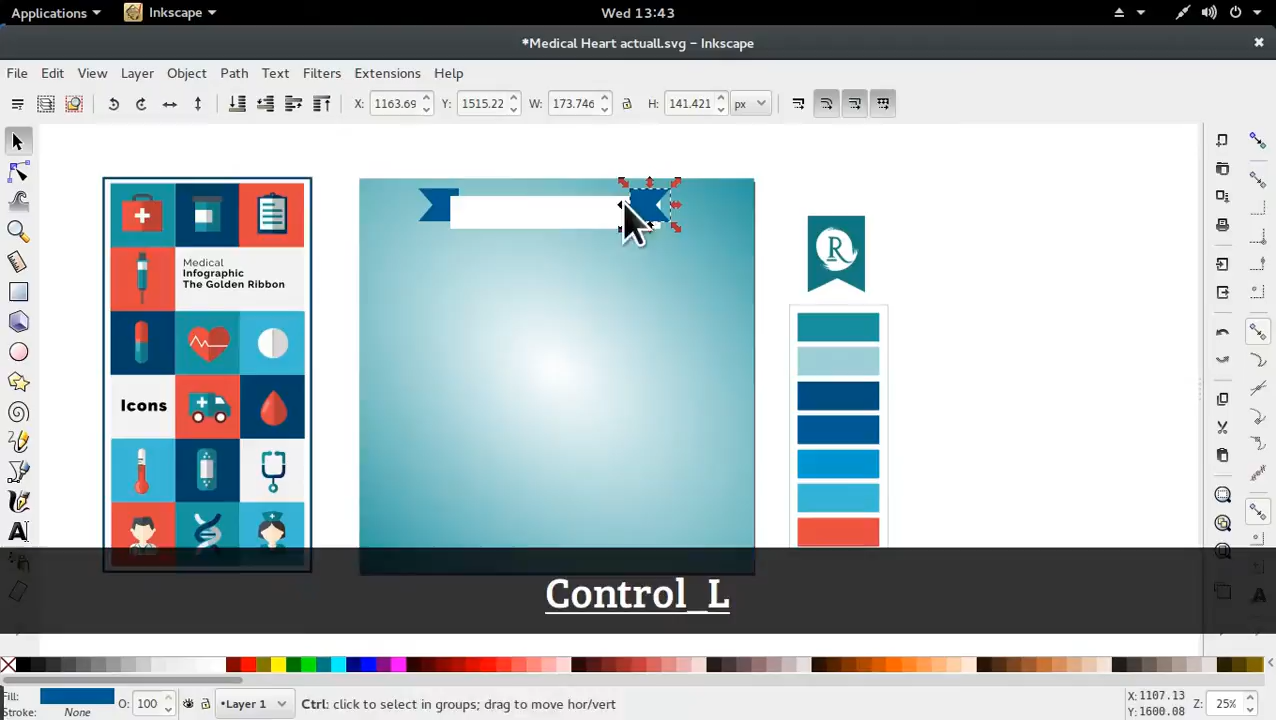 Applications
Inkscape
Wed 13:43
*Medical Heart actuall.svg – Inkscape
File Edit View Layer Object Path Text Filters Extensions Help
X: 1163.69 Y: 1515.22 W: 173.746 H: 141.421 px
R
Medical
Infographic
The Golden Ribbon
Icons
Control_L
Fill:
Stroke: None
O: 100
•Layer 1
Ctrl: click to select in groups; drag to move hor/vert
X: 1107.13
Y: 1600.08
Z: 25%